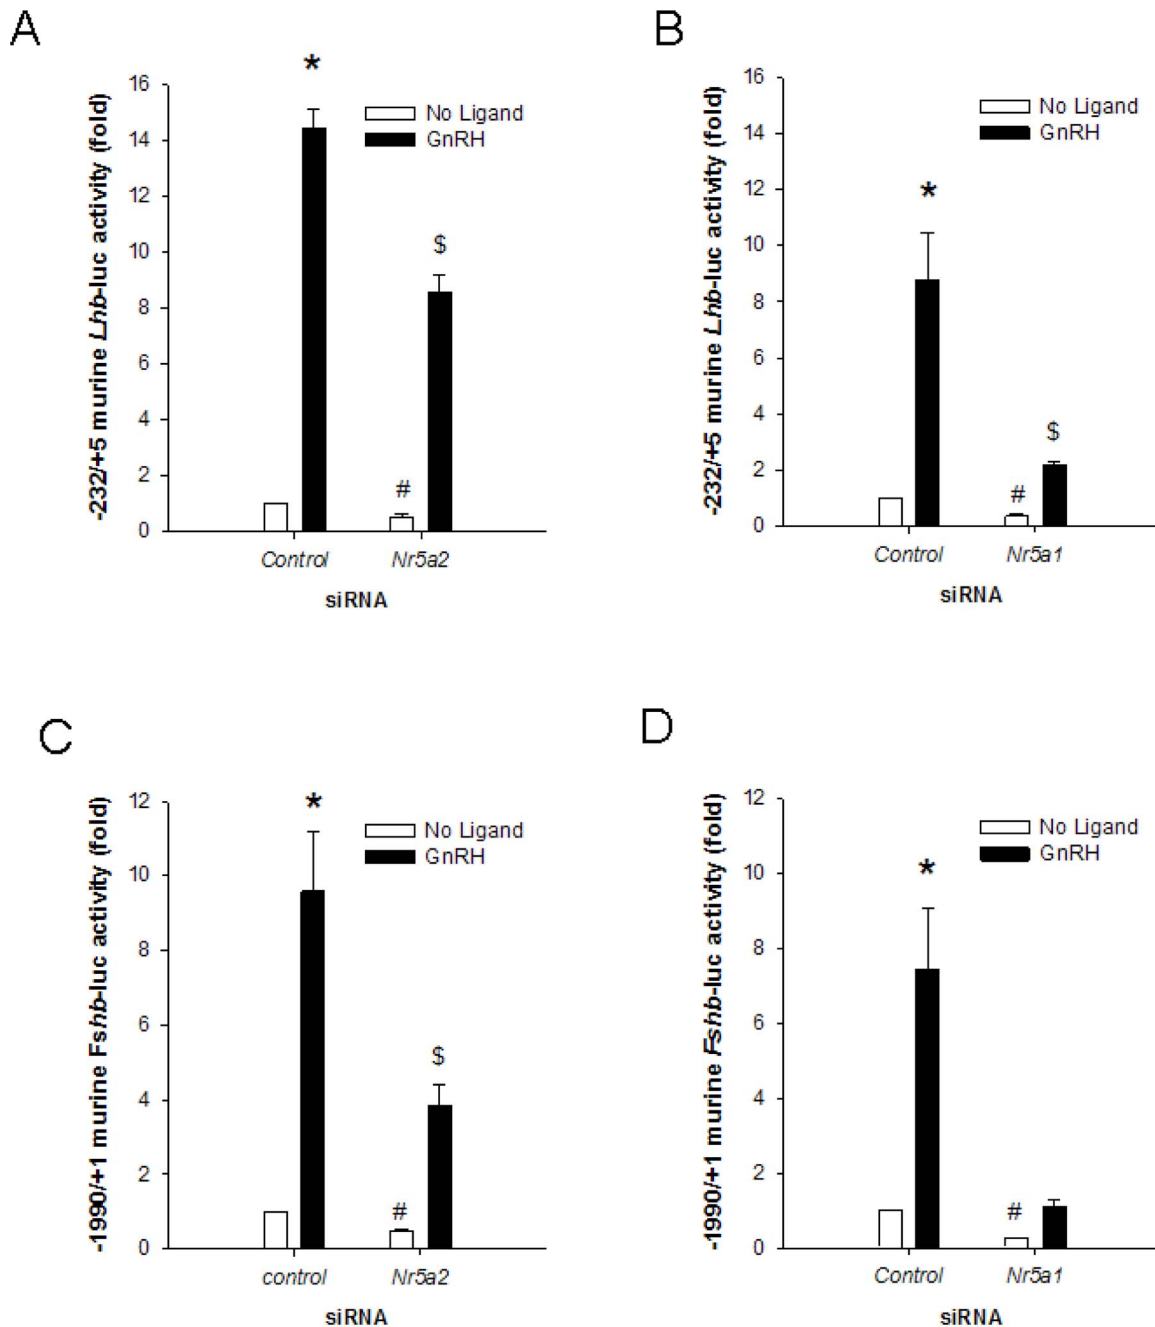 A
-232/+5 murine Lhb-luc activity (fold)
16
14
12
10
8
6
4
2
0
*
$
#
No Ligand
GnRH
Control
Nr5a2
siRNA
B
-232/+5 murine Lhb-luc activity (fold)
16
14
12
10
8
6
4
2
0
*
$
#
No Ligand
GnRH
Control
Nr5a1
siRNA
C
-1990/+1 murine Fshb-luc activity (fold)
12
10
8
6
4
2
0
*
$
#
No Ligand
GnRH
control
Nr5a2
siRNA
D
-1990/+1 murine Fshb-luc activity (fold)
12
10
8
6
4
2
0
*
#
No Ligand
GnRH
Control
Nr5a1
siRNA